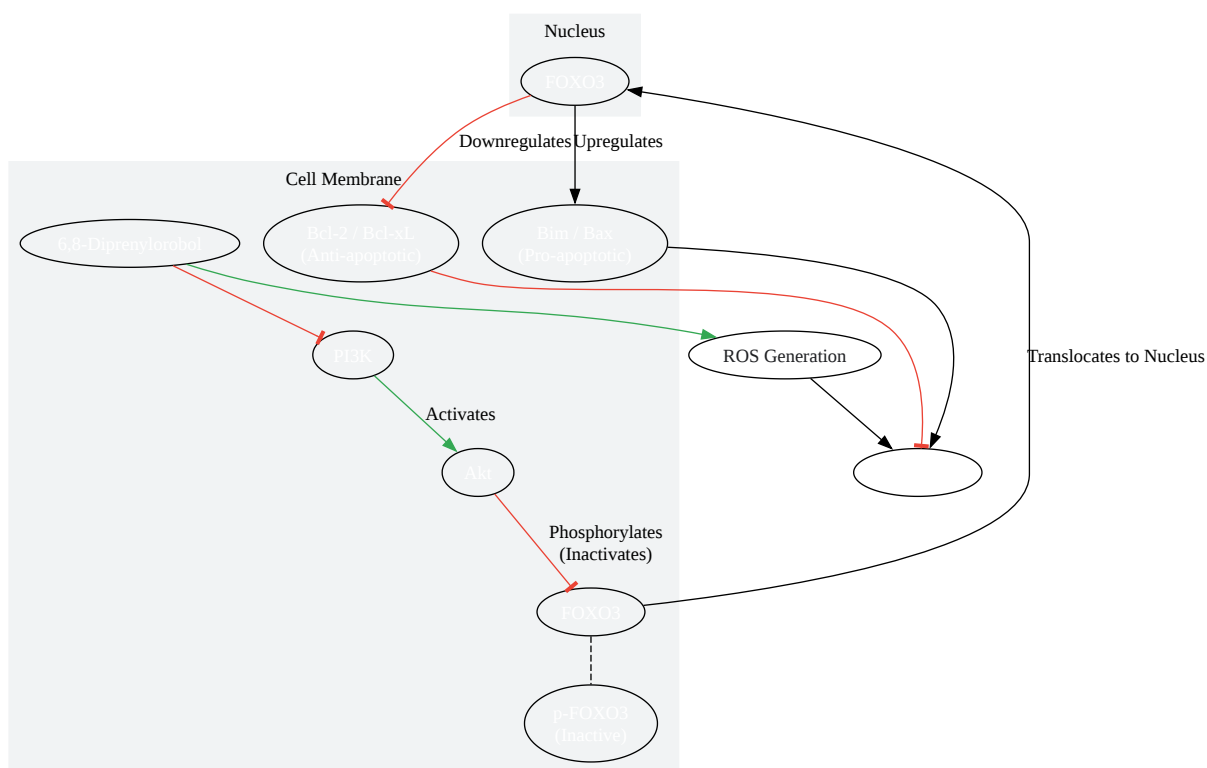 Nucleus
FOXO3
Downregulates
Upregulates
Cell Membrane
6,8-Diprenylorobol
Bcl-2 / Bcl-xL
(Anti-apoptotic)
Bim / Bax
(Pro-apoptotic)
PI3K
ROS Generation
Translocates to Nucleus
Activates
Akt
Phosphorylates
(Inactivates)
FOXO3
p-FOXO3
(Inactive)